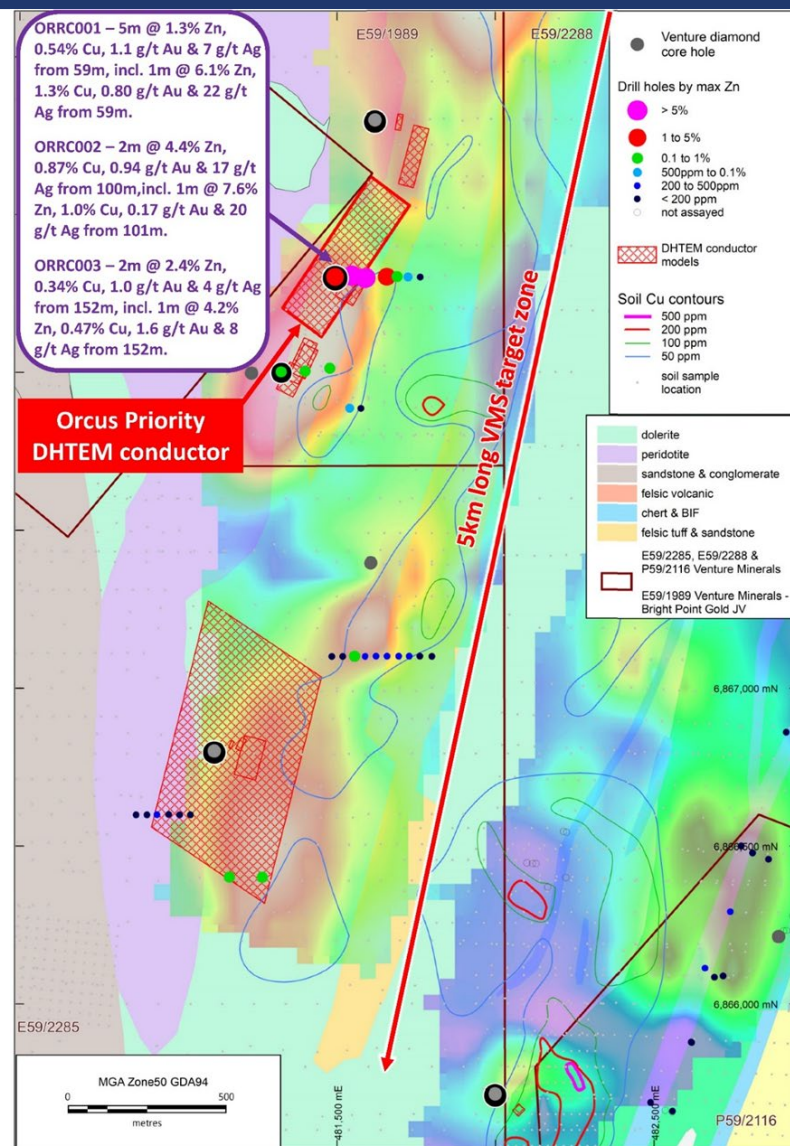 ORRC001 – 5m @ 1.3% Zn,
0.54% Cu, 1.1 g/t Au & 7 g/t Ag
from 59m, incl. 1m @ 6.1% Zn,
1.3% Cu, 0.80 g/t Au & 22 g/t
Ag from 59m.
ORRC002 – 2m @ 4.4% Zn,
0.87% Cu, 0.94 g/t Au & 17 g/t
Ag from 100m,incl. 1m @ 7.6%
Zn, 1.0% Cu, 0.17 g/t Au & 20
g/t Ag from 101m.
ORRC003 – 2m @ 2.4% Zn,
0.34% Cu, 1.0 g/t Au & 4 g/t Ag
from 152m, incl. 1m @ 4.2%
Zn, 0.47% Cu, 1.6 g/t Au & 8
g/t Ag from 152m.
Orcus Priority
DHTEM conductor
E59/1989
E59/2288
5km long VMS target zone
Venture diamond
core hole
Drill holes by max Zn
> 5%
1 to 5%
0.1 to 1%
500ppm to 0.1%
200 to 500ppm
< 200 ppm
not assayed
DHTEM conductor
models
Soil Cu contours
500 ppm
200 ppm
100 ppm
50 ppm
soil sample
location
dolerite
peridotite
sandstone & conglomerate
felsic volcanic
chert & BIF
felsic tuff & sandstone
E59/2285, E59/2288 &
P59/2116 Venture Minerals
E59/1989 Venture Minerals -
Bright Point Gold JV
6,867,000 mN
6,866,500 mN
6,866,000 mN
E59/2285
MGA Zone50 GDA94
0 500
metres
481,500 mE
482,500 mE
P59/2116